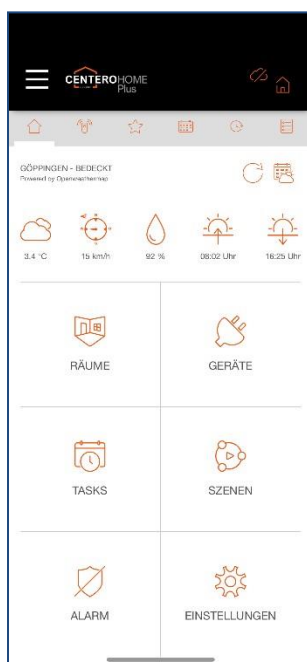 CENTEROHOME
Plus
GÖPPINGEN - BEDECKT
Powered by Openweathermap
3.4 °C 15 km/h 92 % 08:02 Uhr 16:25 Uhr
RÄUME GERÄTE
TASKS SZENEN
ALARM EINSTELLUNGEN